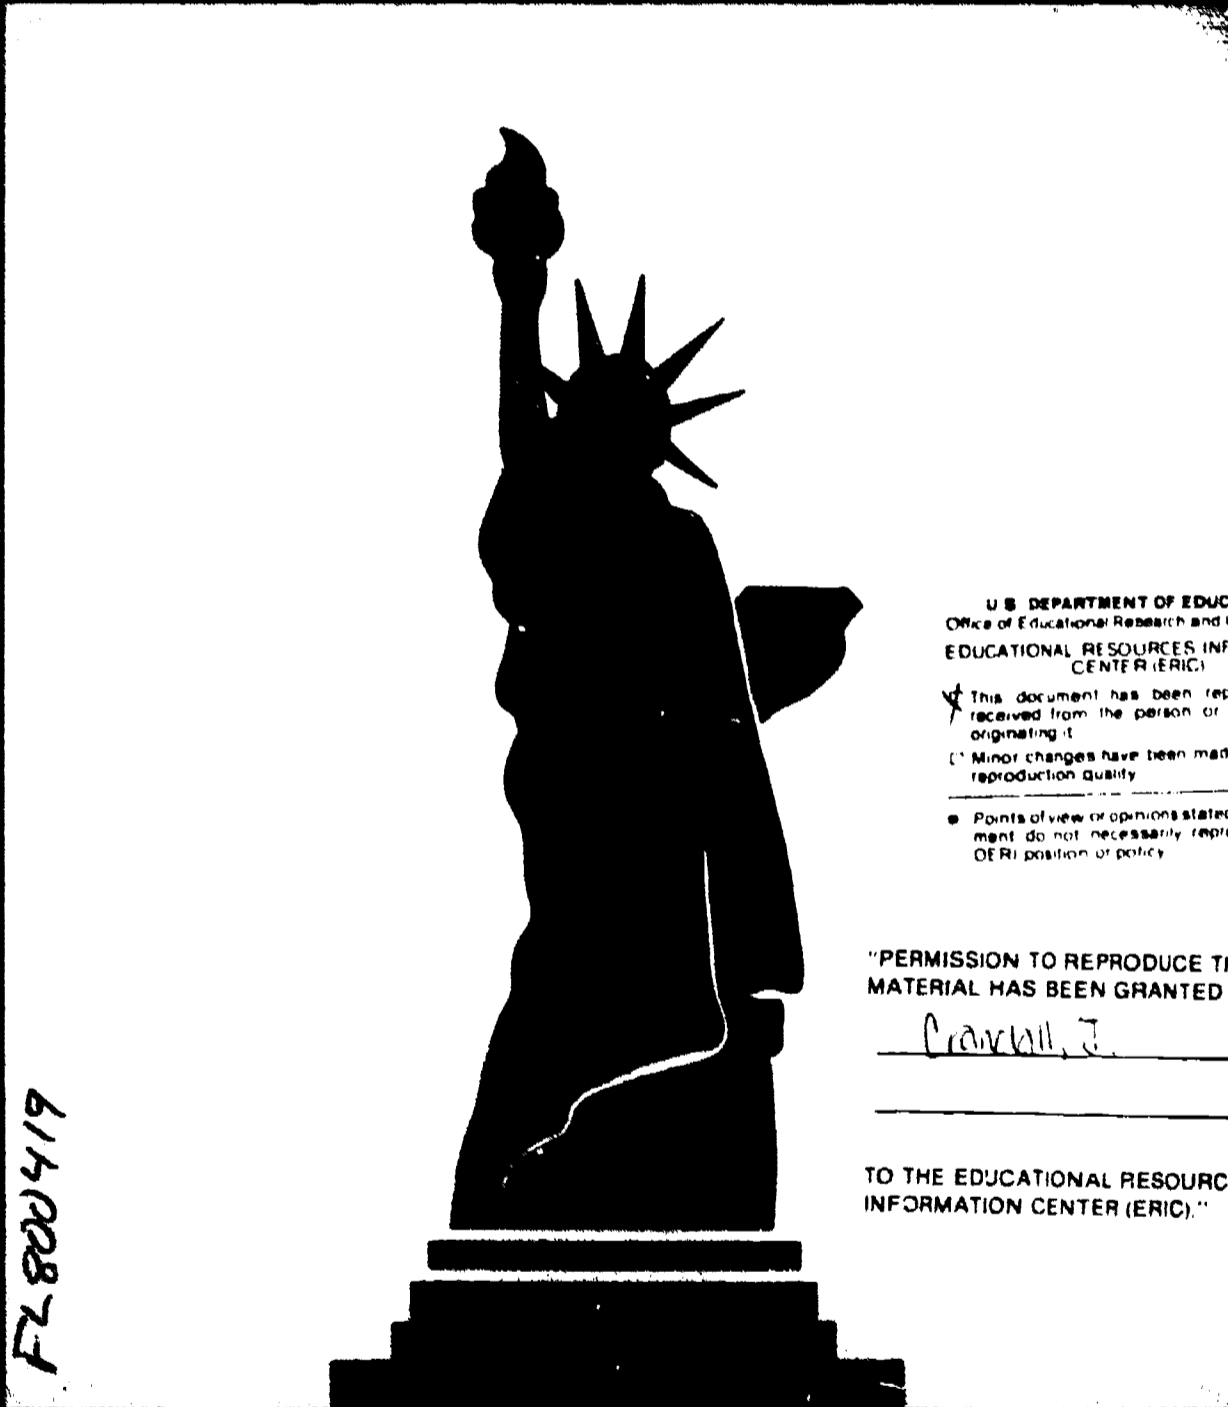 U S DEPARTMENT OF EDUC
Office of Educational Research and
EDUCATIONAL RESOURCES INF
CENTER (ERIC)
This document has been rep
received from the person or
originating it
Minor changes have been mad
reproduction quality
● Points of view or opinions stated
ment do not necessarily repre
OERI position or policy
"PERMISSION TO REPRODUCE T
MATERIAL HAS BEEN GRANTED
Crandall, J.
TO THE EDUCATIONAL RESOURC
INFORMATION CENTER (ERIC)."
FL800419